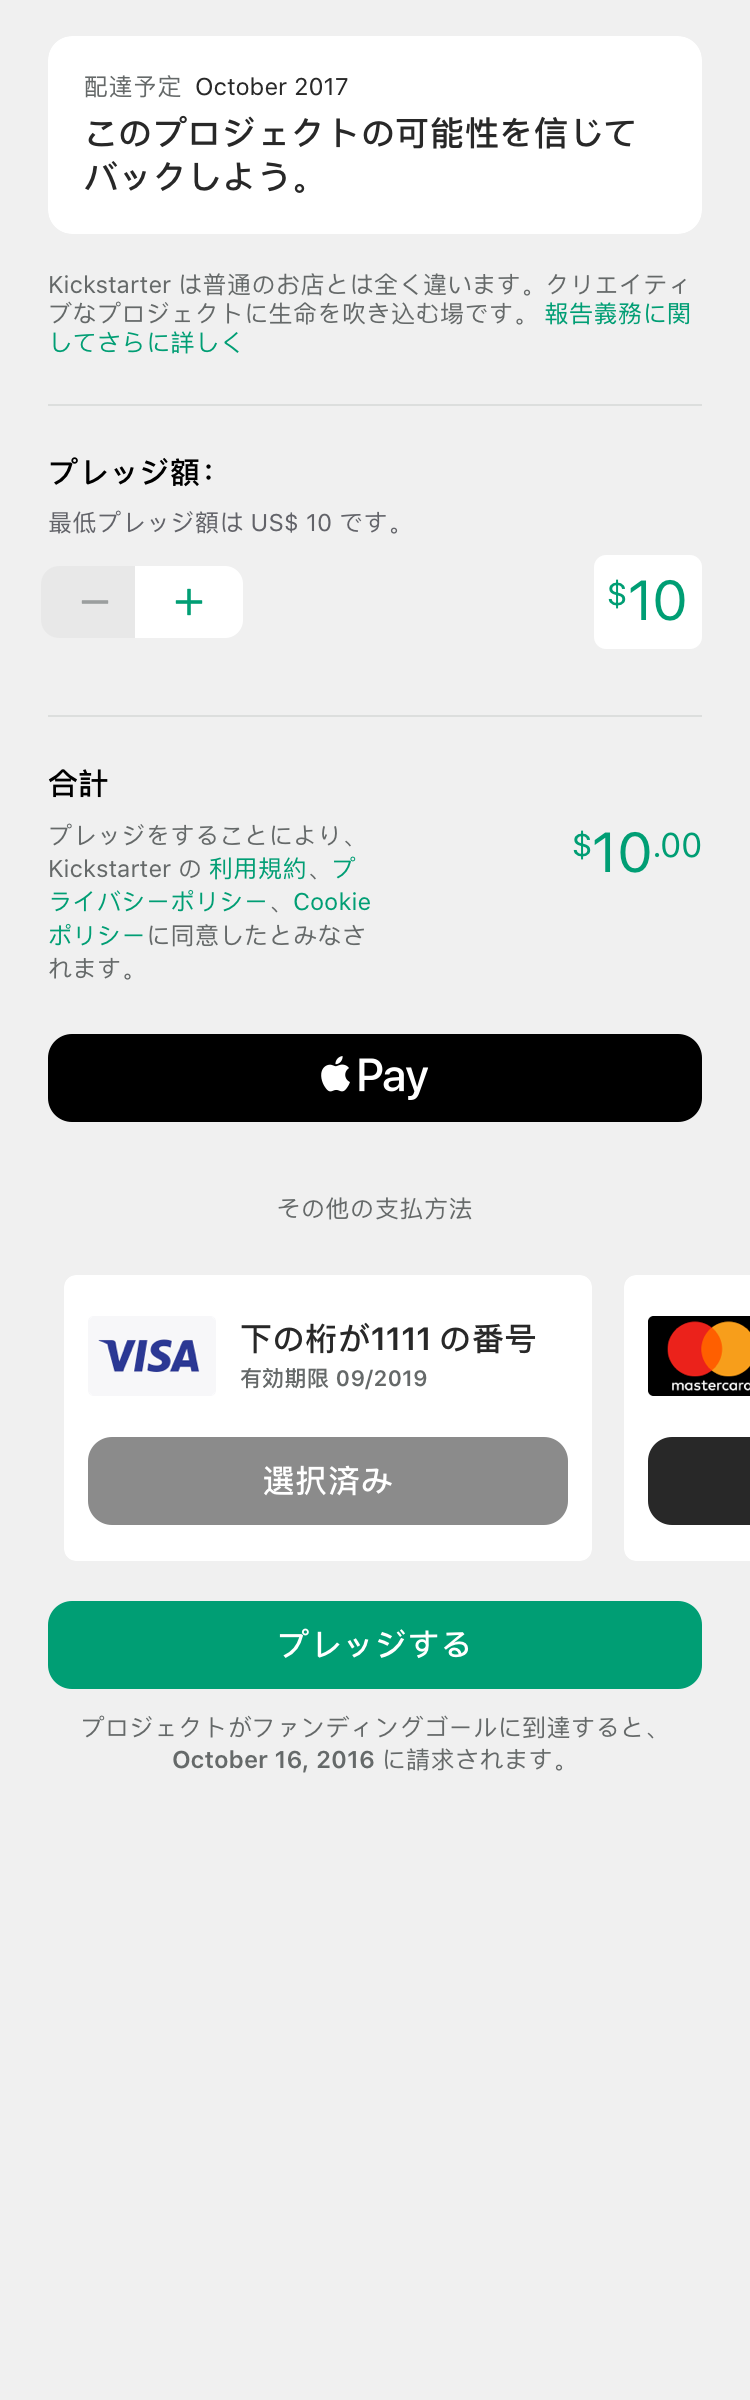 配達予定 October 2017
このプロジェクトの可能性を信じて
バックしよう。
Kickstarter は普通のお店とは全く違います。クリエイティ
ブなプロジェクトに生命を吹き込む場です。 報告義務に関
してさらに詳しく
プレッジ額：
最低プレッジ額は US$ 10 です。
$10
合計
プレッジをすることにより、
Kickstarter の 利用規約、プ
ライバシーポリシー、Cookie
ポリシーに同意したとみなさ
れます。
$10.00
Pay
その他の支払方法
VISA
下の桁が1111 の番号
有効期限 09/2019
選択済み
mastercard
プレッジする
プロジェクトがファンディングゴールに到達すると、
October 16, 2016 に請求されます。